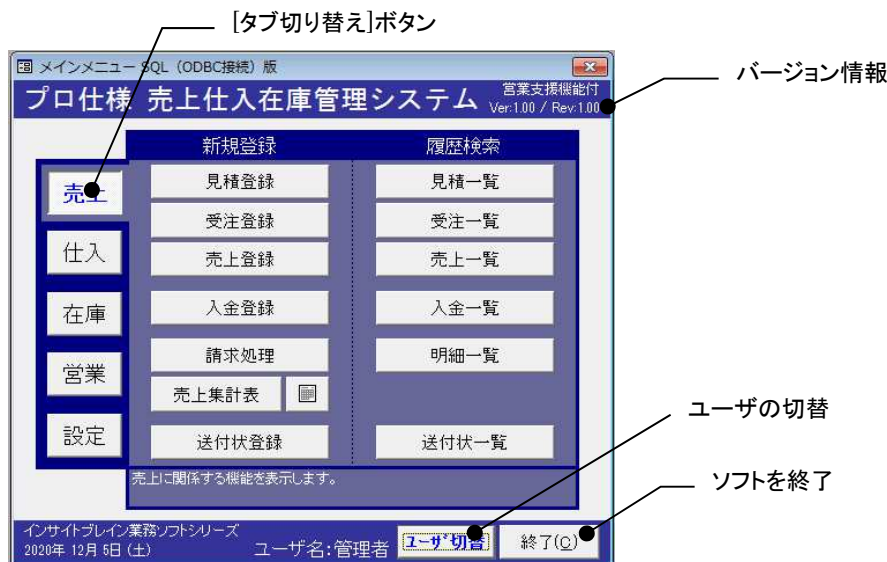 [タブ切り替え]ボタン
メインメニュー SQL (ODBC接続) 版
バージョン情報
プロ仕様 売上仕入在庫管理システム
営業支援機能付
Ver:1.00 / Rev:1.00
新規登録 履歴検索
売上
見積登録 見積一覧
受注登録 受注一覧
仕入
売上登録 売上一覧
在庫
入金登録 入金一覧
請求処理 明細一覧
営業
売上集計表
ユーザの切替
設定
送付状登録 送付状一覧
売上に関係する機能を表示します。
ソフトを終了
インサイトブレイン業務ソフトシリーズ
2020年 12月 5日 (土)
ユーザ名:管理者 ユーザ切替 終了(C)